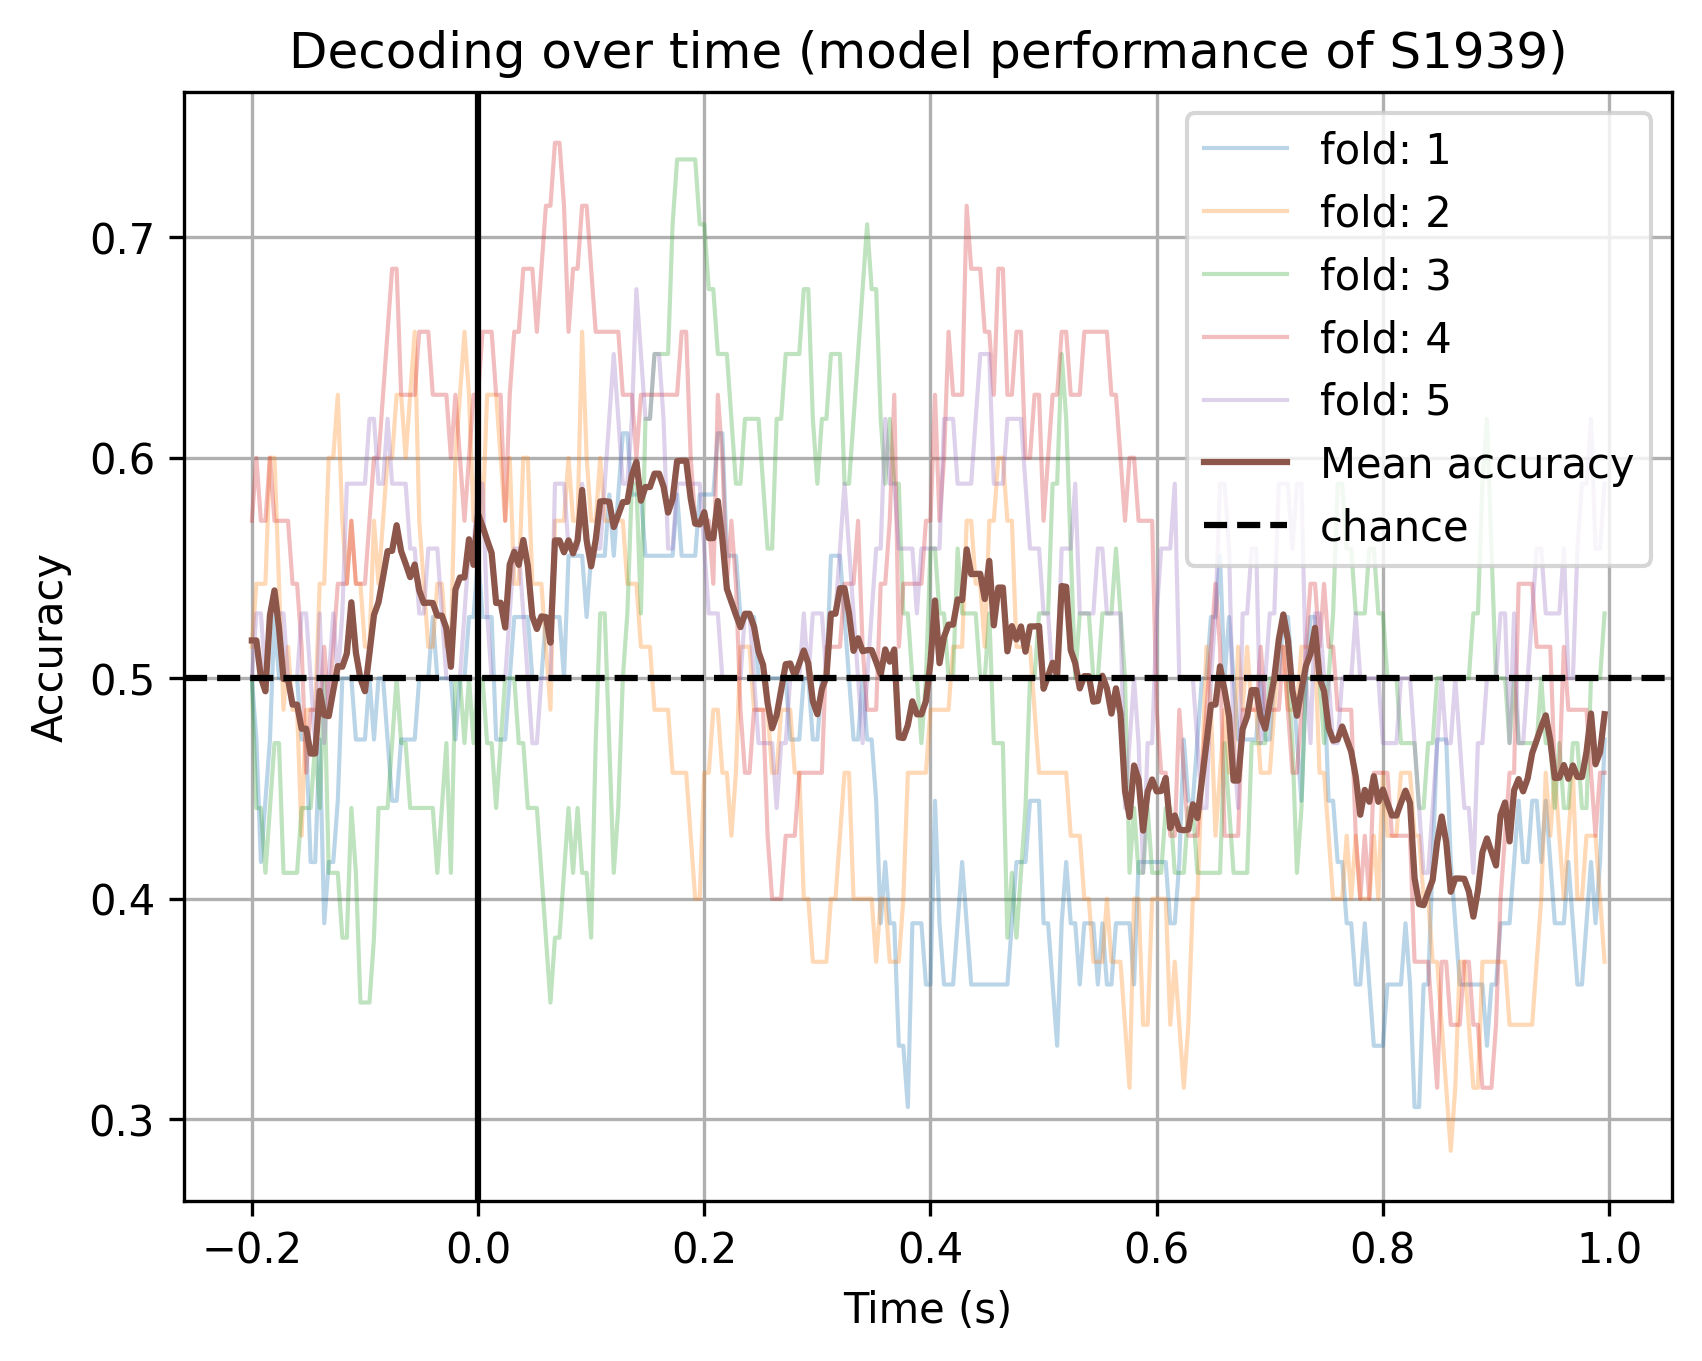 Decoding over time (model performance of S1939)
fold: 1
fold: 2
fold: 3
fold: 4
fold: 5
Mean accuracy
chance
Accuracy
0.7
0.6
0.5
0.4
0.3
−0.2 0.0 0.2 0.4 0.6 0.8 1.0
Time (s)